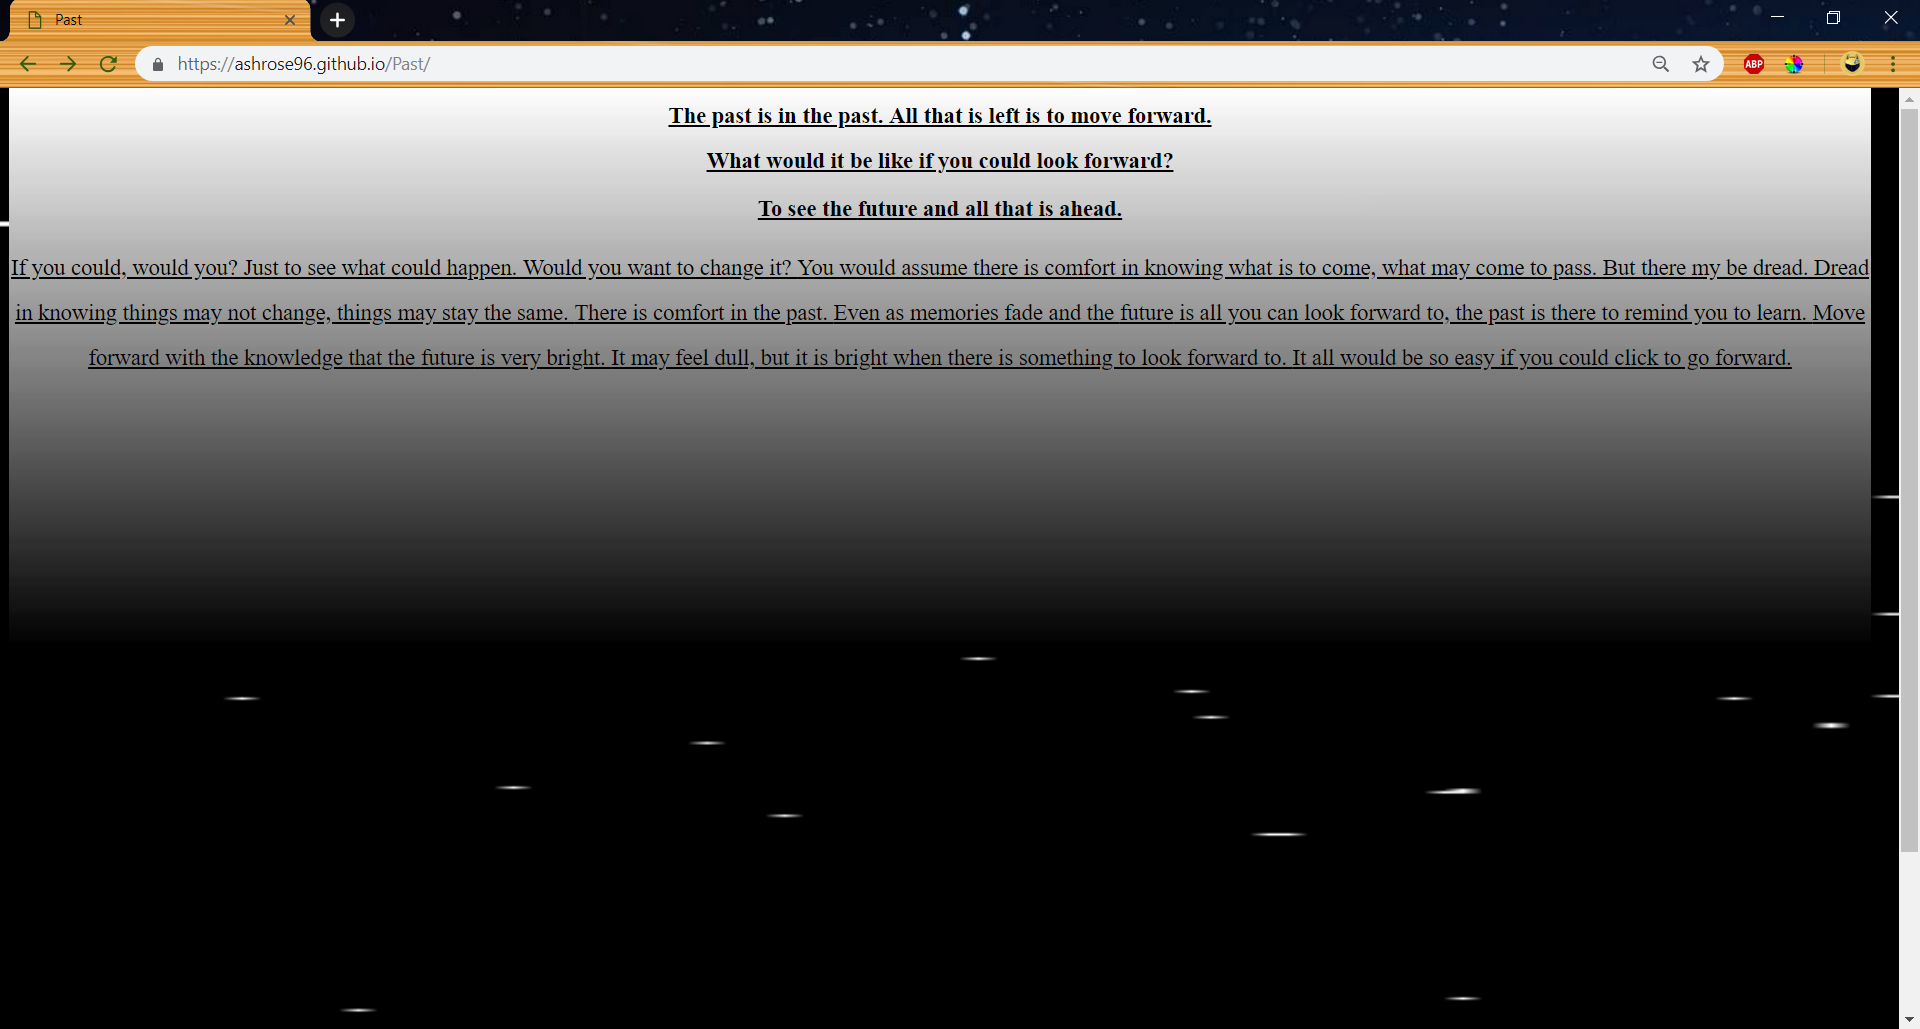 Past
https://ashrose96.github.io/Past/
ABP
The past is in the past. All that is left is to move forward.
What would it be like if you could look forward?
To see the future and all that is ahead.
If you could, would you? Just to see what could happen. Would you want to change it? You would assume there is comfort in knowing what is to come, what may come to pass. But there my be dread. Dread
in knowing things may not change, things may stay the same. There is comfort in the past. Even as memories fade and the future is all you can look forward to, the past is there to remind you to learn. Move
forward with the knowledge that the future is very bright. It may feel dull, but it is bright when there is something to look forward to. It all would be so easy if you could click to go forward.